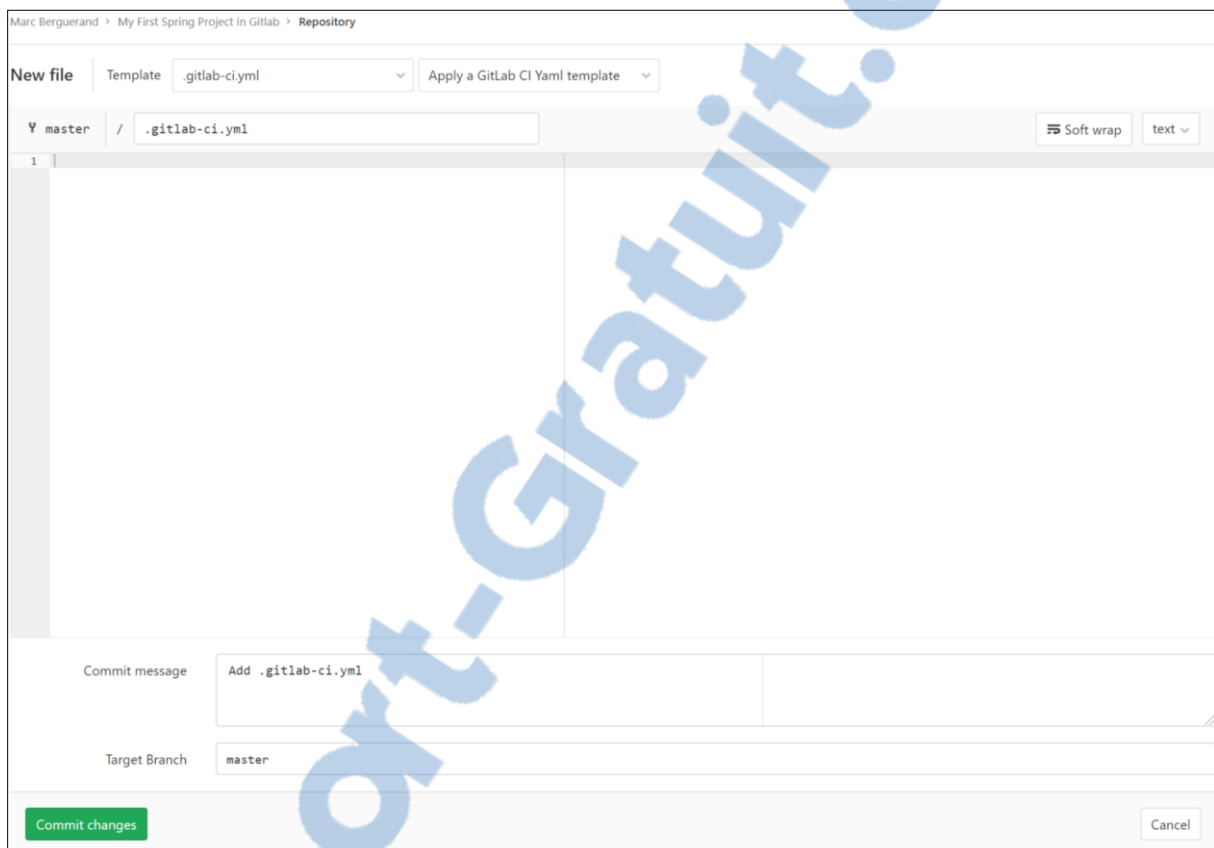 Marc Berguerand > My First Spring Project in Gitlab > Repository
New file Template .gitlab-ci.yml Apply a GitLab CI Yaml template
master / .gitlab-ci.yml Soft wrap text
1
Commit message Add .gitlab-ci.yml
Target Branch master
Commit changes Cancel
ort-Gratuit.c